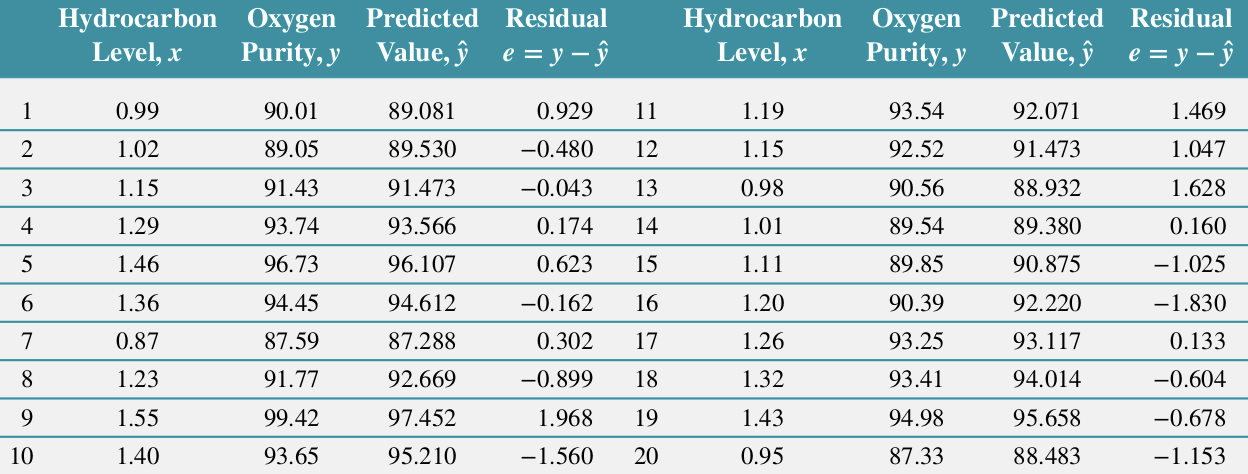 Hydrocarbon Oxygen Predicted Residual Hydrocarbon Oxygen Predicted Residual
Level, x Purity, y Value, ŷ e = y − ŷ Level, x Purity, y Value, ŷ e = y − ŷ
1 0.99 90.01 89.081 0.929 11 1.19 93.54 92.071 1.469
2 1.02 89.05 89.530 −0.480 12 1.15 92.52 91.473 1.047
3 1.15 91.43 91.473 −0.043 13 0.98 90.56 88.932 1.628
4 1.29 93.74 93.566 0.174 14 1.01 89.54 89.380 0.160
5 1.46 96.73 96.107 0.623 15 1.11 89.85 90.875 −1.025
6 1.36 94.45 94.612 −0.162 16 1.20 90.39 92.220 −1.830
7 0.87 87.59 87.288 0.302 17 1.26 93.25 93.117 0.133
8 1.23 91.77 92.669 −0.899 18 1.32 93.41 94.014 −0.604
9 1.55 99.42 97.452 1.968 19 1.43 94.98 95.658 −0.678
10 1.40 93.65 95.210 −1.560 20 0.95 87.33 88.483 −1.153